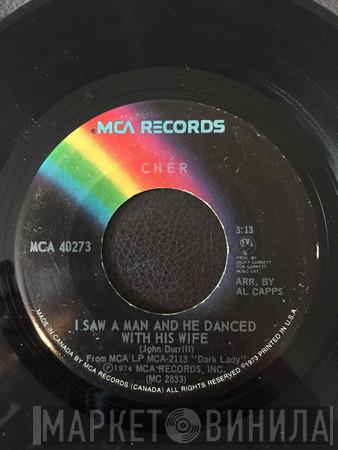 MCA RECORDS
CHER
MCA 40273
3:13
PROD. BY
SNUFF GARRETT
FOR GARRETT
MUSIC ENT.
ARR. BY
AL CAPPS
I SAW A MAN AND HE DANCED
WITH HIS WIFE
(John Durrill)
From MCA LP MCA-2113 "Dark Lady"
℗1974 MCA RECORDS, INC.
(MC 2833)
MADE IN CANADA BY MCA RECORDS (CANADA) ALL RIGHTS RESERVED ©1973 PRINTED IN U.S.A.
МАРКЕТ ВИНИЛА